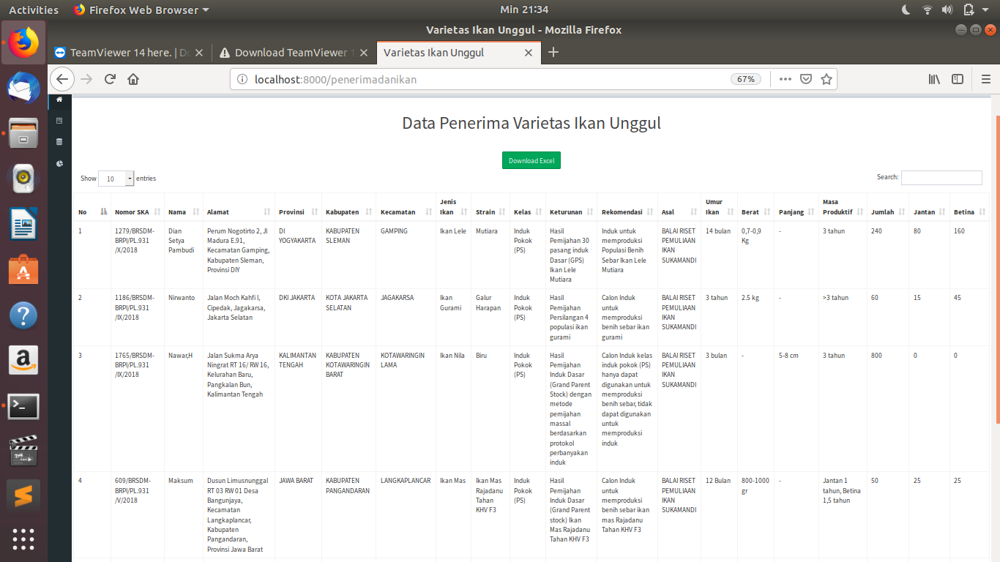 Activities Firefox Web Browser Min 21:34
Varietas Ikan Unggul - Mozilla Firefox
TeamViewer 14 here. | Do Download TeamViewer 1 Varietas Ikan Unggul
localhost:8000/penerimadanikan 67%
Data Penerima Varietas Ikan Unggul
Download Excel
Show 10 entries Search:
Jenis Umur Masa
No Nomor SKA Nama Alamat Provinsi Kabupaten Kecamatan Ikan Strain Kelas Keturunan Rekomendasi Asal Ikan Berat Panjang Produktif Jumlah Jantan Betina
1 1279/BRSDM- Dian Perum Nogotirto 2, Jl DI KABUPATEN GAMPING Ikan Lele Mutiara Induk Hasil Induk untuk BALAI RISET 14 bulan 0,7-0,9 - 3 tahun 240 80 160
BRPI/PL.931 Setya Madura E.91, YOGYAKARTA SLEMAN Pokok Pemijahan 30 memproduksi PEMULIAAN Kg
/X/2018 Pambudi Kecamatan Gamping, (PS) pasang induk Populasi Benih IKAN
Kabupaten Sleman, Dasar (GPS) Sebar Ikan Lele SUKAMANDI
Provinsi DIY Ikan Lele Mutiara
Mutiara
2 1186/BRSDM- Nirwanto Jalan Moch Kahfi I, DKI JAKARTA KOTA JAKARTA JAGAKARSA Ikan Galur Induk Hasil Calon Induk BALAI RISET 3 tahun 2.5 kg - >3 tahun 60 15 45
BRPI/PL.931 Cipedak, Jagakarsa, SELATAN Gurami Harapan Pokok Pemijahan untuk PEMULIAAN
/IX/2018 Jakarta Selatan (PS) Persilangan 4 memproduksi IKAN
populasi ikan benih sebar ikan SUKAMANDI
gurami gurami
3 1765/BRSDM- Nawar,H Jalan Sukma Arya KALIMANTAN KABUPATEN KOTAWARINGIN Ikan Nila Biru Induk Hasil Calon Induk kelas BALAI RISET 3 bulan - 5-8 cm 3 tahun 800 0 0
BRPI/PL.931 Ningrat RT 16/ RW 16, TENGAH KOTAWARINGIN LAMA Pokok Pemijahan induk pokok (PS) PEMULIAAN
/IX/2018 Kelurahan Baru, BARAT (PS) Induk Dasar hanya dapat IKAN
Pangkalan Bun, (Grand Parent digunakan untuk SUKAMANDI
Kalimantan Tengah Stock) dengan memproduksi
metode benih sebar, tidak
pemijahan dapat digunakan
massal untuk
berdasarkan memproduksi
protokol induk
perbanyakan
induk
4 609/BRSDM- Maksum Dusun Limusnunggal JAWA BARAT KABUPATEN LANGKAPLANCAR Ikan Mas Ikan Mas Induk Hasil Calon Induk BALAI RISET 12 Bulan 800-1000 - Jantan 1 50 25 25
BRPI/PL.931 RT 03 RW 01 Desa PANGANDARAN Rajadanu Pokok Pemijahan untuk PEMULIAAN gr tahun, Betina
/V/2018 Bangunjaya, Tahan (PS) Induk Dasar memproduksi IKAN 1,5 tahun
Kecamatan KHV F3 (Grand Parent benih sebar ikan SUKAMANDI
Langkaplancar, stock) Ikan mas Rajadanu
Kabupaten Mas Rajadanu Tahan KHV F3
Pangandaran, Tahan KHV F3
Provinsi Jawa Barat